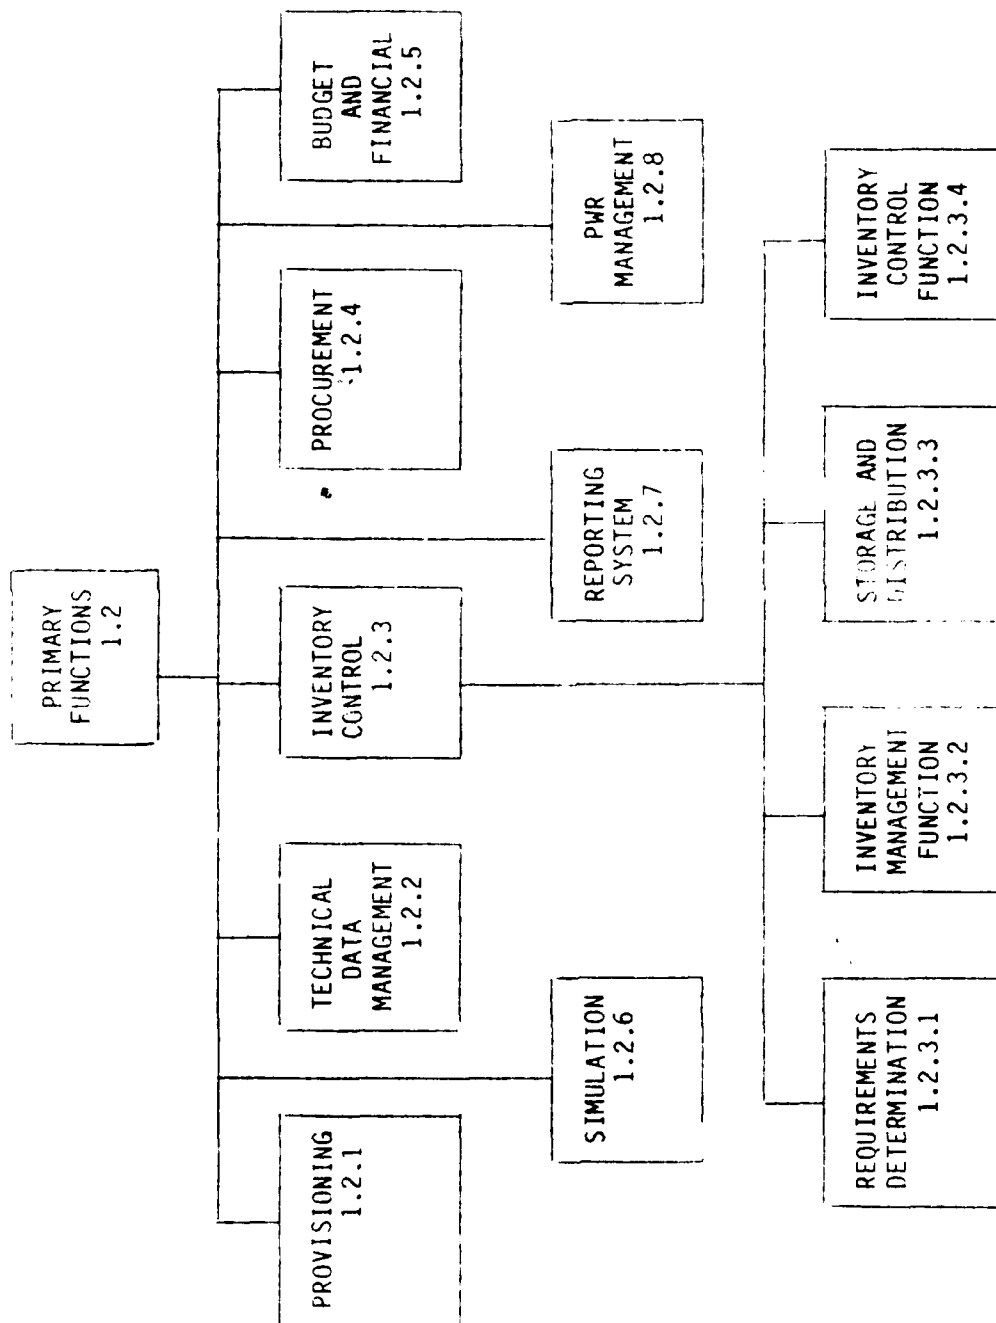 PRIMARY
FUNCTIONS
1.2
PROVISIONING
1.2.1
TECHNICAL
DATA
MANAGEMENT
1.2.2
INVENTORY
CONTROL
1.2.3
PROCUREMENT
1.2.4
BUDGET
AND
FINANCIAL
1.2.5
SIMULATION
1.2.6
REPORTING
SYSTEM
1.2.7
PWR
MANAGEMENT
1.2.8
REQUIREMENTS
DETERMINATION
1.2.3.1
INVENTORY
MANAGEMENT
FUNCTION
1.2.3.2
STORAGE AND
DISTRIBUTION
1.2.3.3
INVENTORY
CONTROL
FUNCTION
1.2.3.4